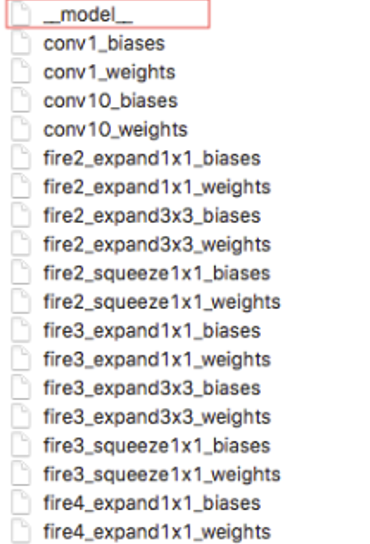 __model__
conv1_biases
conv1_weights
conv10_biases
conv10_weights
fire2_expand1x1_biases
fire2_expand1x1_weights
fire2_expand3x3_biases
fire2_expand3x3_weights
fire2_squeeze1x1_biases
fire2_squeeze1x1_weights
fire3_expand1x1_biases
fire3_expand1x1_weights
fire3_expand3x3_biases
fire3_expand3x3_weights
fire3_squeeze1x1_biases
fire3_squeeze1x1_weights
fire4_expand1x1_biases
fire4_expand1x1_weights